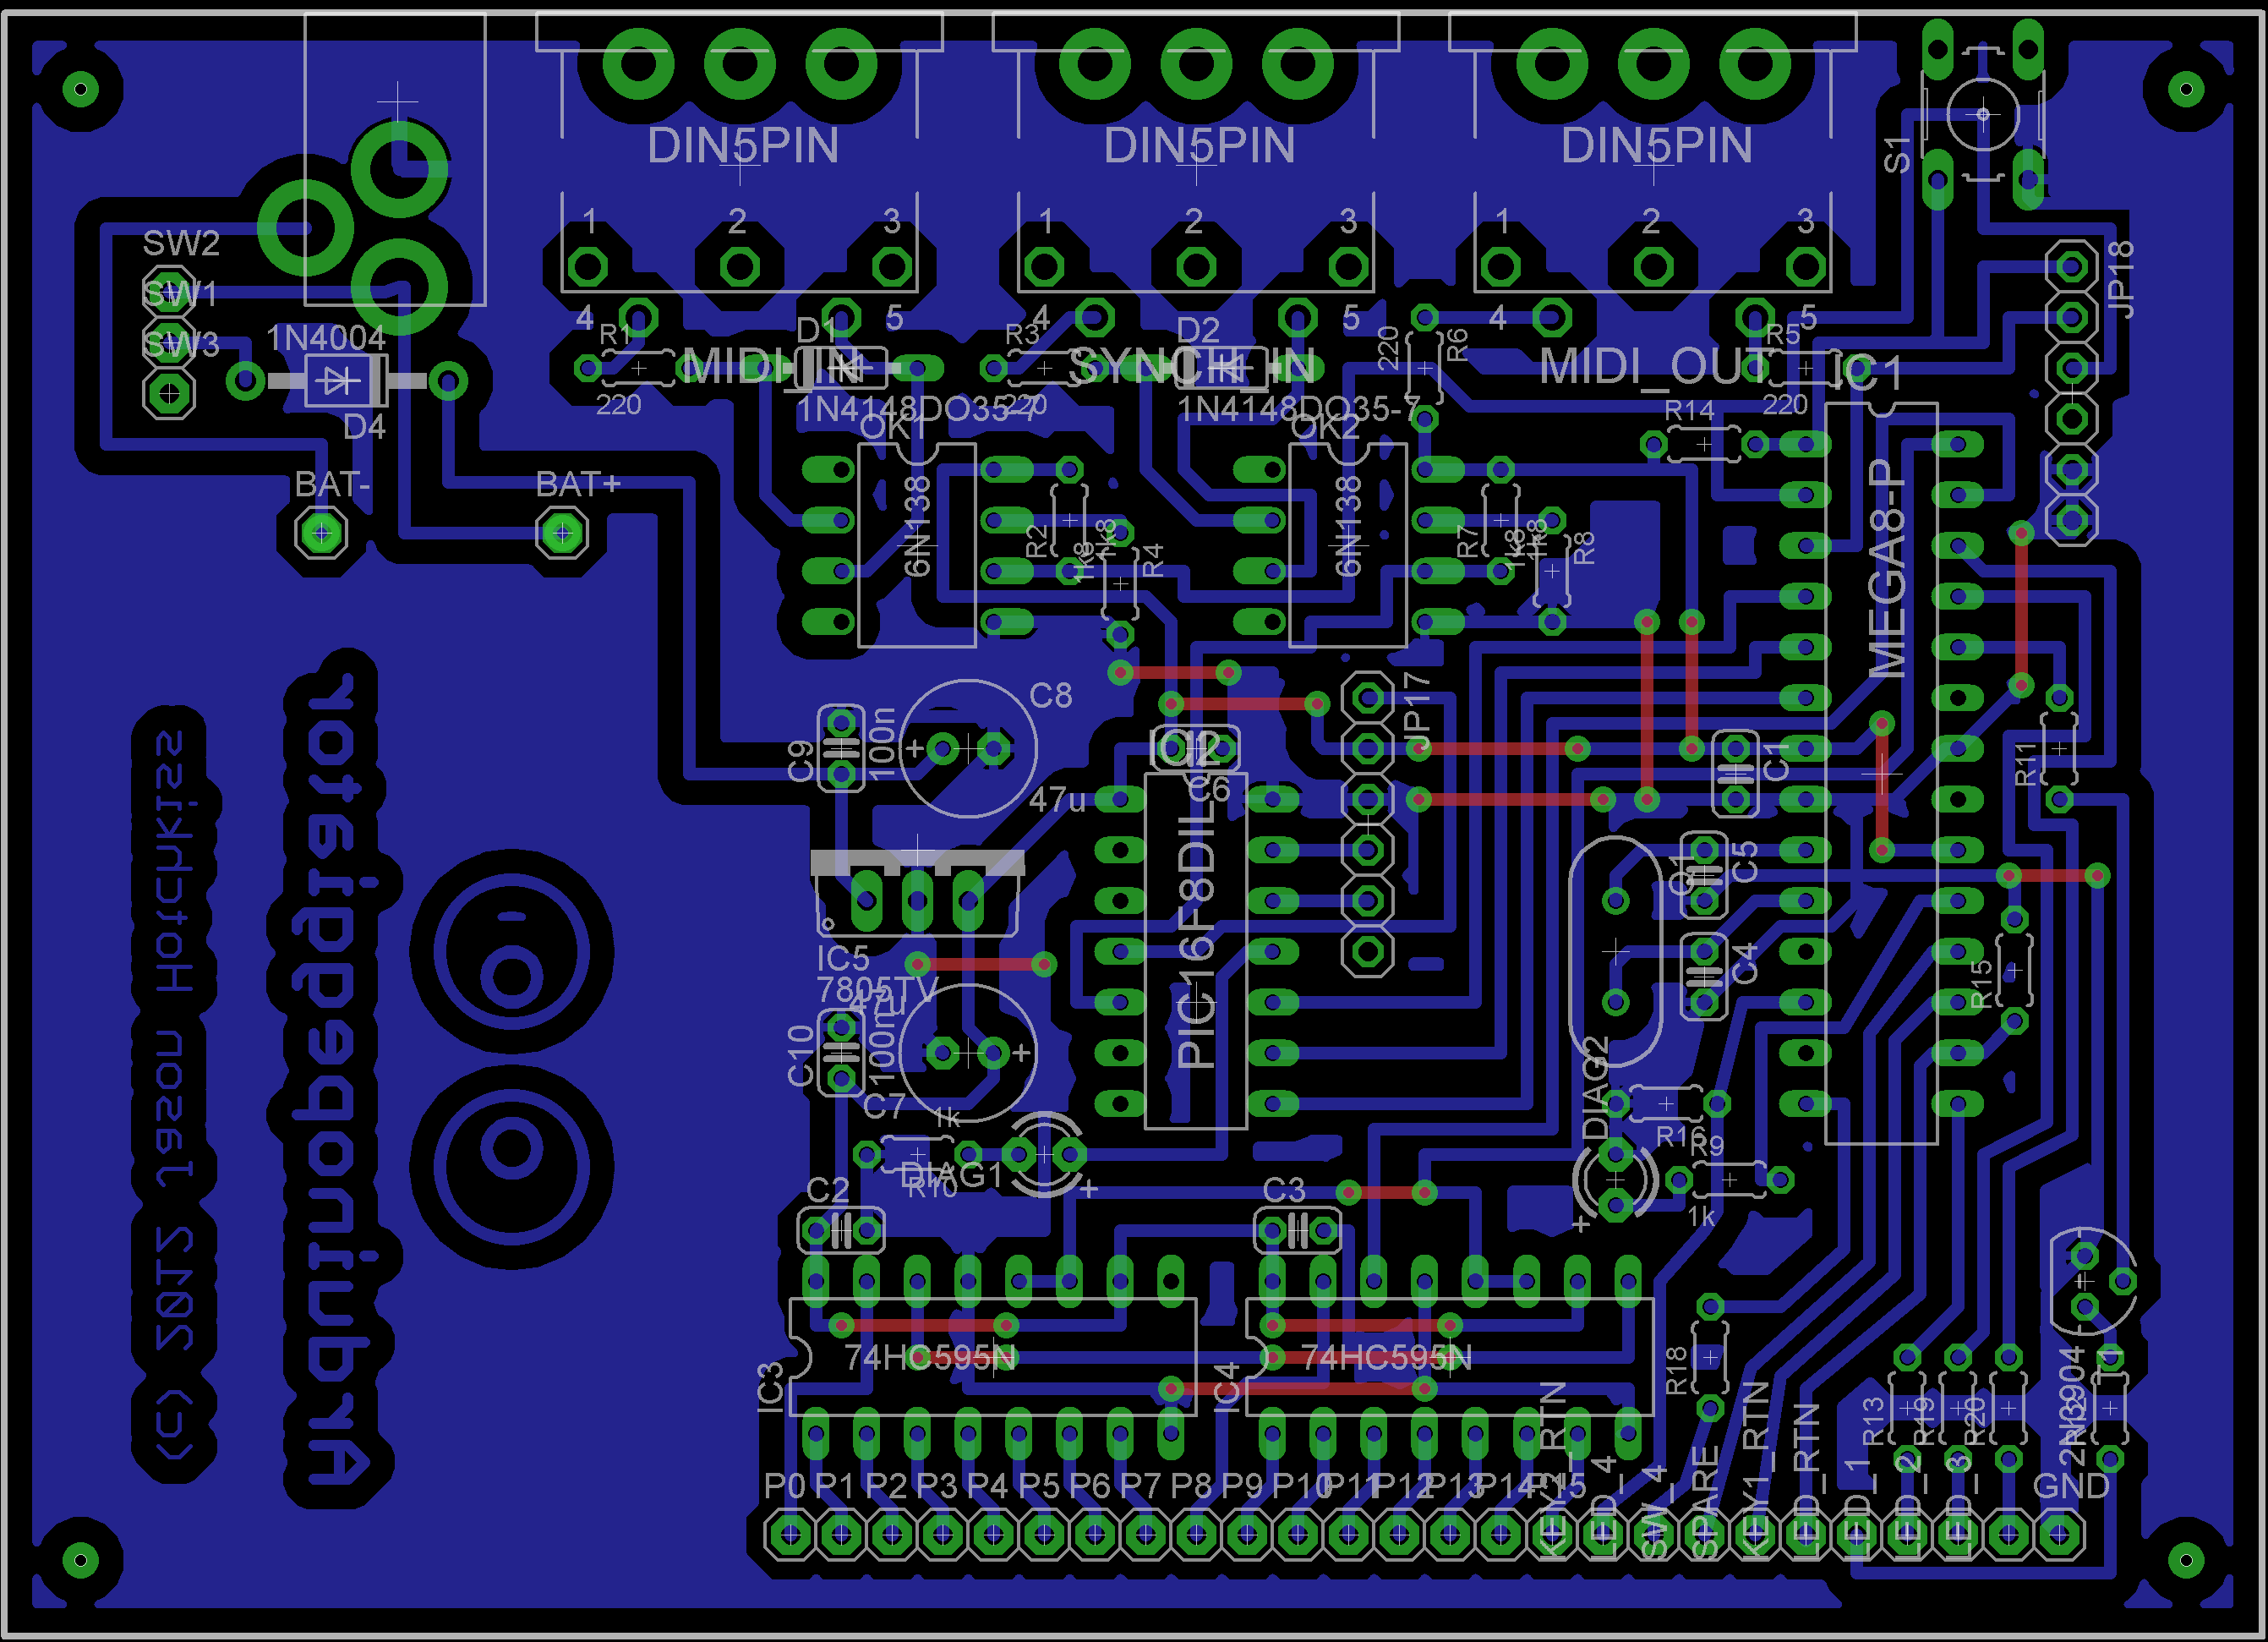 DIN5PIN
DIN5PIN
DIN5PIN
S1
1 2 3
1 2 3
1 2 3
SW2
SW1
SW3
JP18
4 5
4 5
4 5
R1
220
MIDI_IN
D1
1N4148DO35-7
R3
220
SYNCH_IN
D2
1N4148DO35-7
220
R6
MIDI_OUT
R5
220
IC1
1N4004
D4
OK1
OK2
R14
BAT-
BAT+
6N138
R2
1k8
1k8
R4
6N138
R7
1k8
1k8
R8
MEGA8-P
C9
100n
+
C8
47u
IC2
C6
JP17
C1
R11
PIC16F8DIL
Q1
C5
C4
R15
IC5
7805TV
47u
C10
100n
+
C7
1k
DIAG1
R10
+
DIAG2
+
R16
R9
1k
C2
C3
IC3
74HC595N
IC4
74HC595N
R18
R13
R19
R20
2N3904
GND
P0 P1 P2 P3 P4 P5 P6 P7 P8 P9 P10 P11 P12 P13 P14 P15
KEY2_RTN
LED_4
SW_4
SPARE
KEY1_RTN
LED_RTN
LED_1
LED_2
LED_3
Arduinopeggiator
(C) 2012 Jason Hotchkiss